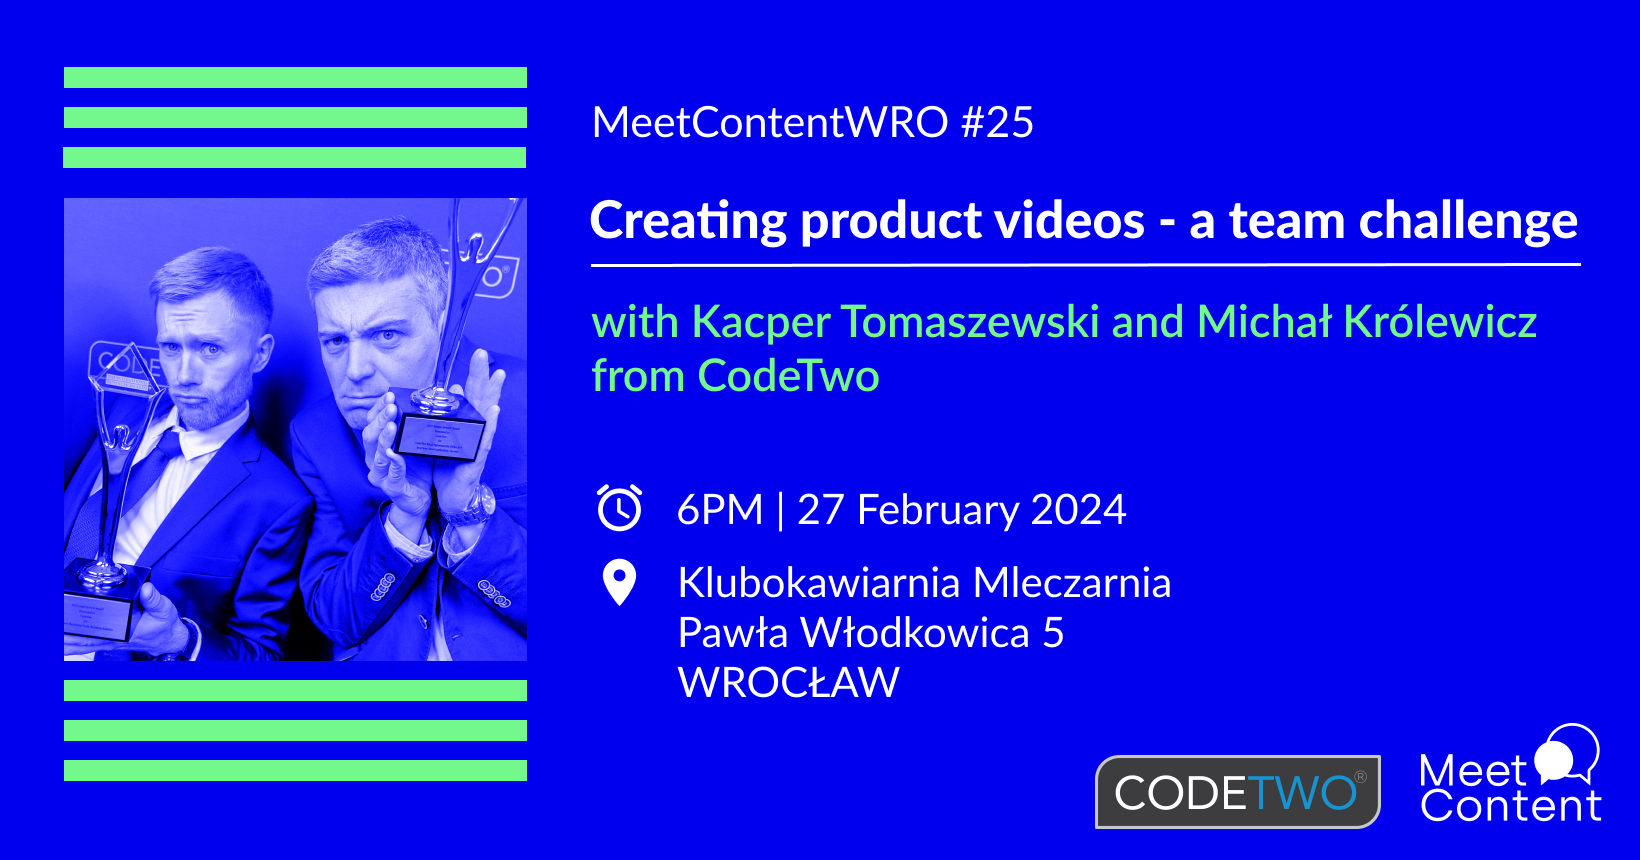 MeetContentWRO #25
Creating product videos - a team challenge
with Kacper Tomaszewski and Michał Królewicz
from CodeTwo
6PM | 27 February 2024
Klubokawiarnia Mleczarnia
Pawła Włodkowica 5
WROCŁAW
CODE
O®
CODETWO®
Meet
Content